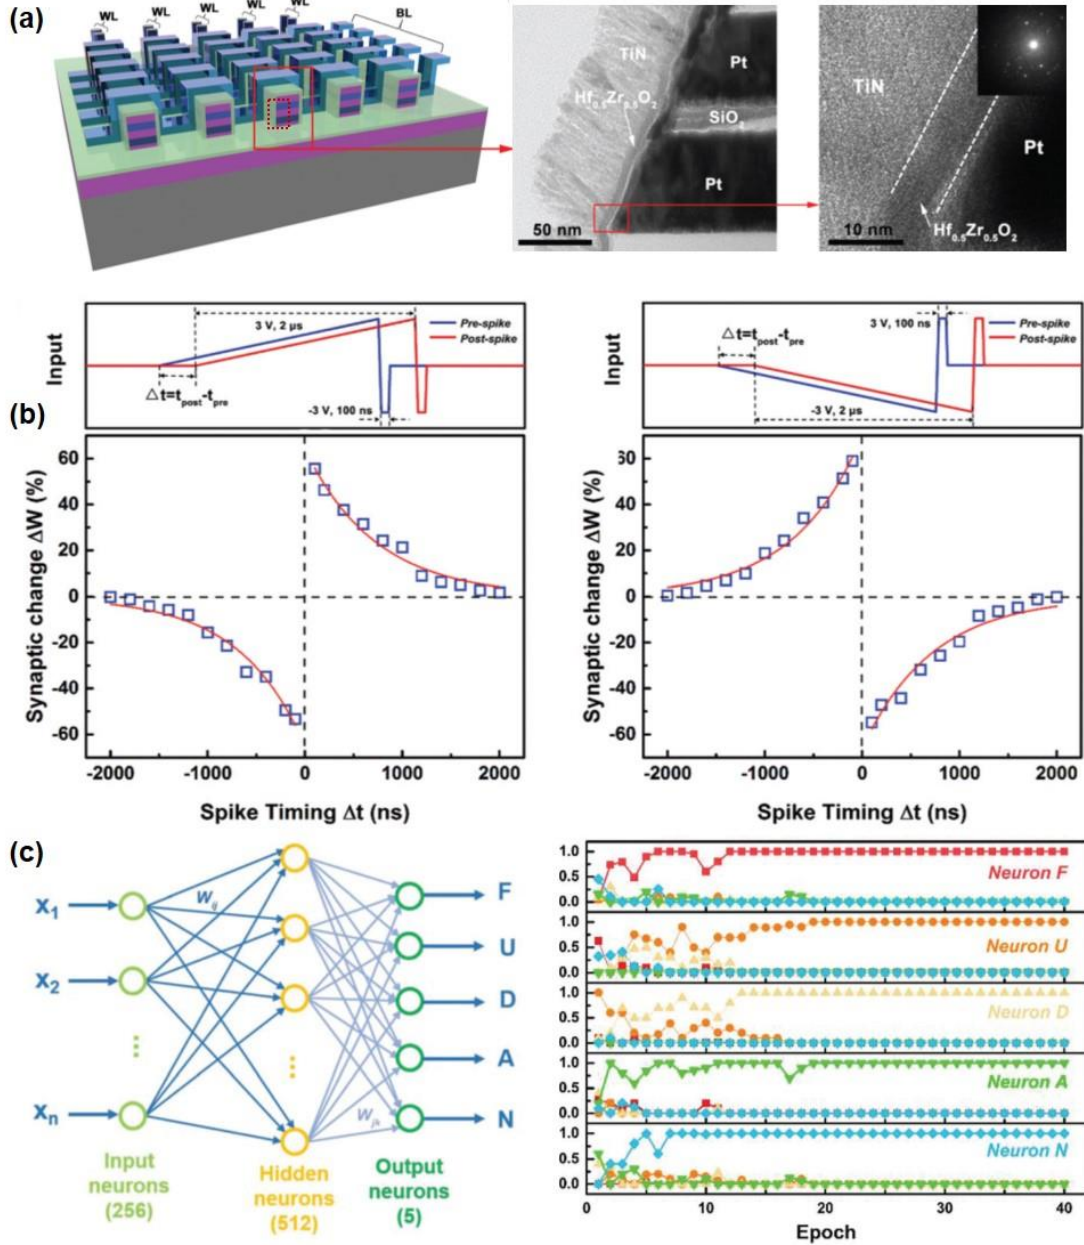 (a)
WL WL WL WL WL BL
TiN
Hf0.5Zr0.5O2
Pt
SiO2
Pt
50 nm
TiN
Pt
Hf0.5Zr0.5O2
10 nm
(b)
Input
3 V, 2 μs
Pre-spike
Post-spike
△t=tpost-tpre
-3 V, 100 ns
Input
3 V, 100 ns
Pre-spike
Post-spike
△t=tpost-tpre
-3 V, 2 μs
Synaptic change ΔW (%)
60
40
20
0
-20
-40
-60
-2000 -1000 0 1000 2000
Spike Timing Δt (ns)
Synaptic change ΔW (%)
60
40
20
0
-20
-40
-60
-2000 -1000 0 1000 2000
Spike Timing Δt (ns)
(c)
x1
x2
xn
Wij
Wjk
F
U
D
A
N
Input
neurons
(256)
Hidden
neurons
(512)
Output
neurons
(5)
1.0
0.5
0.0
Neuron F
1.0
0.5
0.0
Neuron U
1.0
0.5
0.0
Neuron D
1.0
0.5
0.0
Neuron A
1.0
0.5
0.0
Neuron N
0 10 20 30 40
Epoch